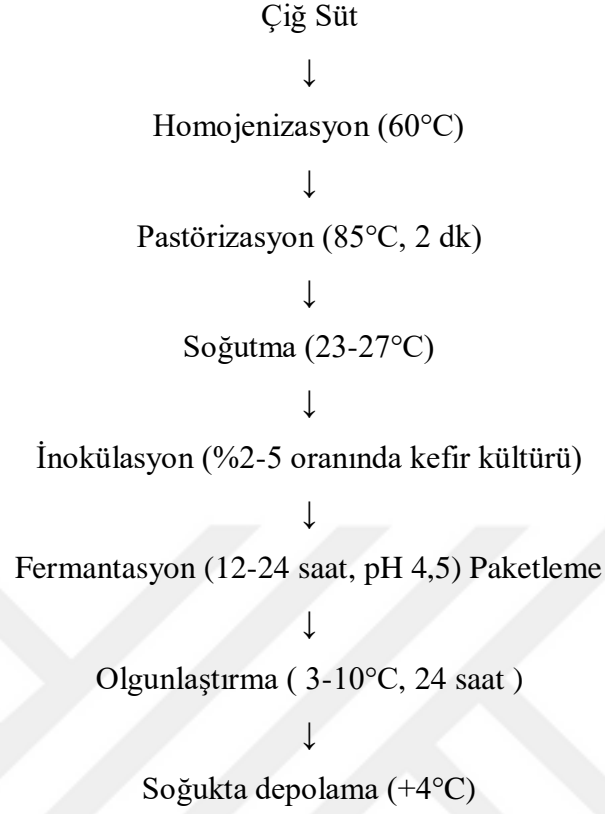 Çiğ Süt
↓
Homojenizasyon (60°C)
↓
Pastörizasyon (85°C, 2 dk)
↓
Soğutma (23-27°C)
↓
İnokülasyon (%2-5 oranında kefir kültürü)
↓
Fermantasyon (12-24 saat, pH 4,5) Paketleme
↓
Olgunlaştırma ( 3-10°C, 24 saat )
↓
Soğukta depolama (+4°C)